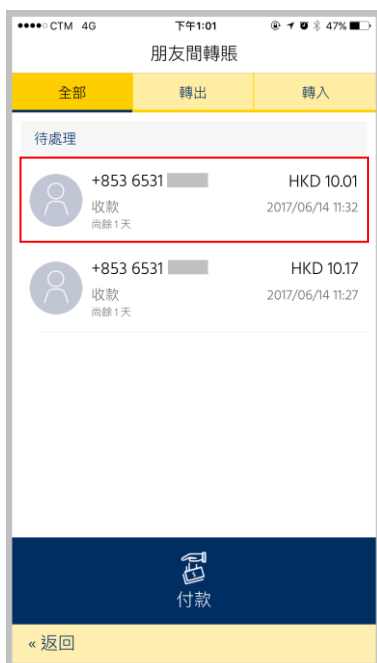 CTM 4G 下午1:01 47%
朋友間轉賬
全部 轉出 轉入
待處理
+853 6531 HKD 10.01
收款 2017/06/14 11:32
尚餘1天
+853 6531 HKD 10.17
收款 2017/06/14 11:27
尚餘1天
付款
« 返回